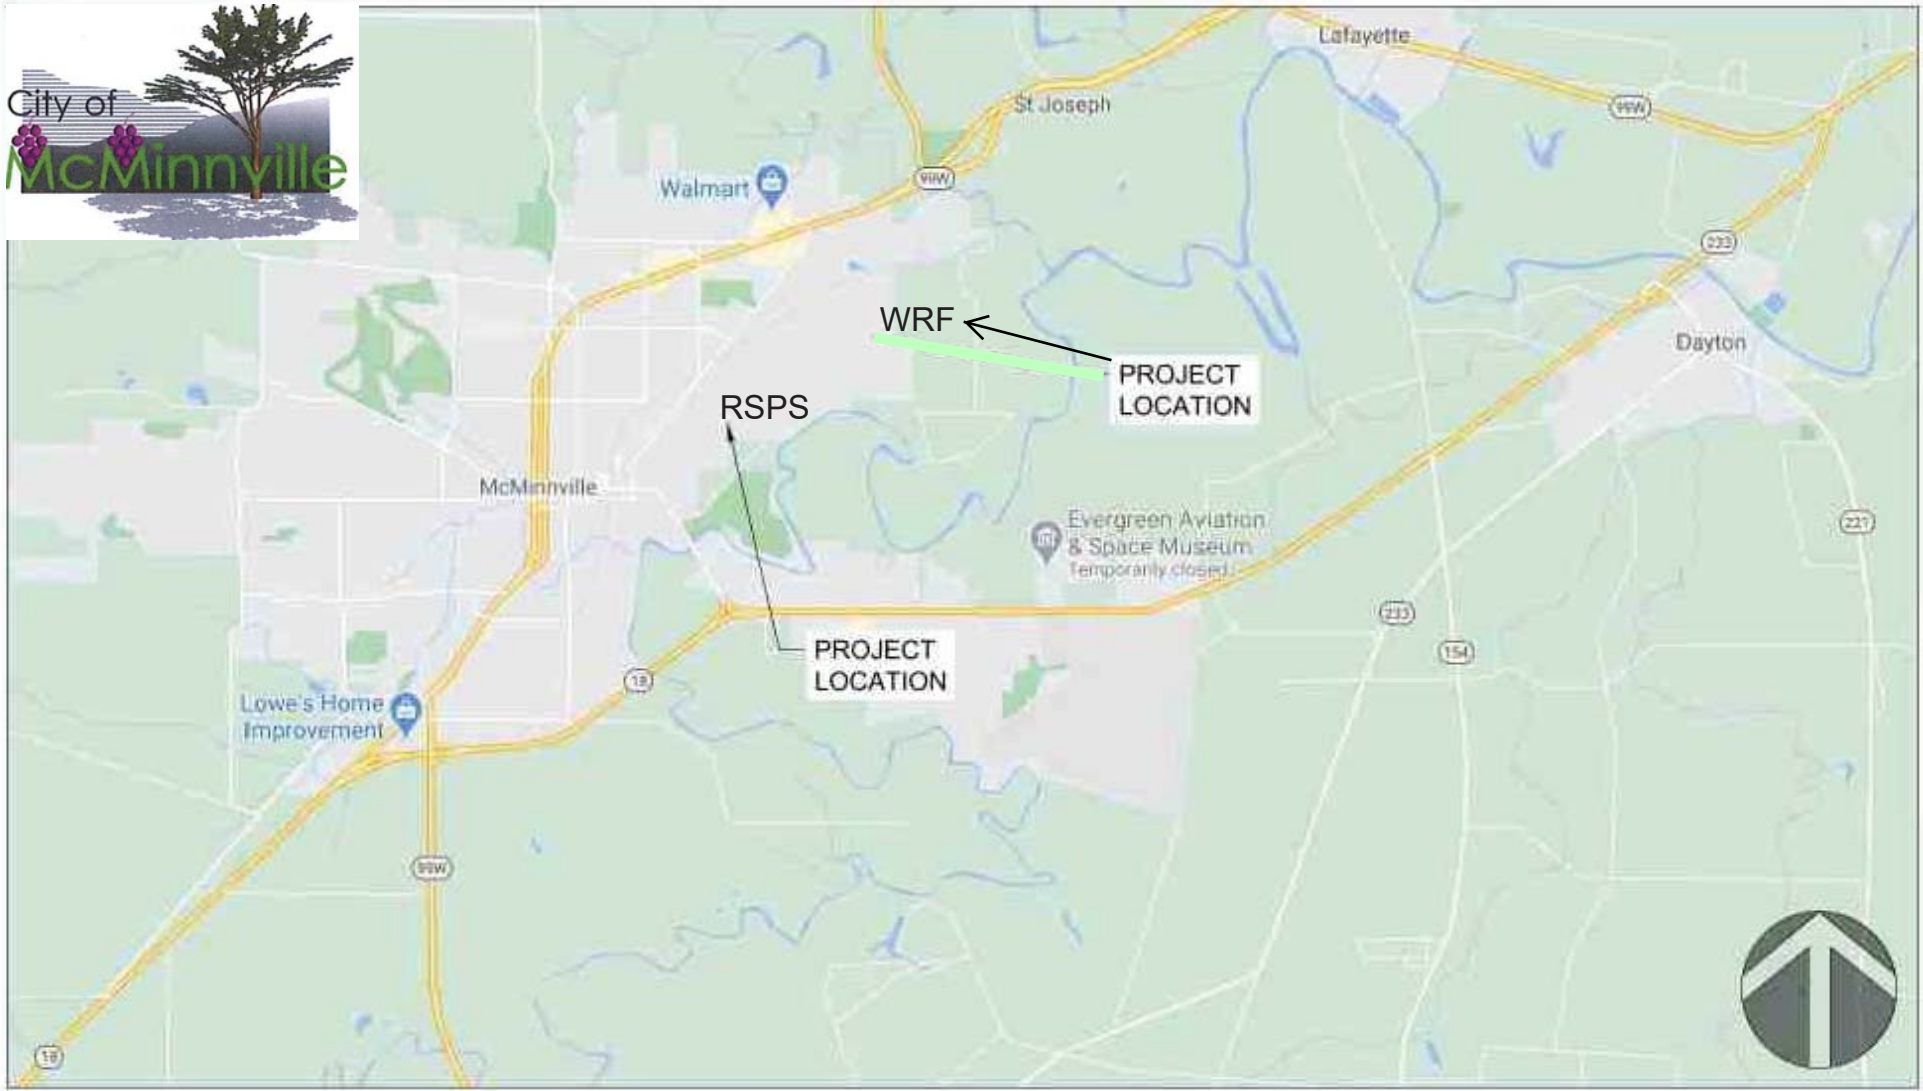 City of
McMinnville
Lafayette
99W
St Joseph
Walmart
99W
233
WRF
Dayton
PROJECT
LOCATION
RSPS
McMinnville
Evergreen Aviation
& Space Museum
Temporarily closed
221
233
PROJECT
LOCATION
154
18
Lowe's Home
Improvement
99W
18